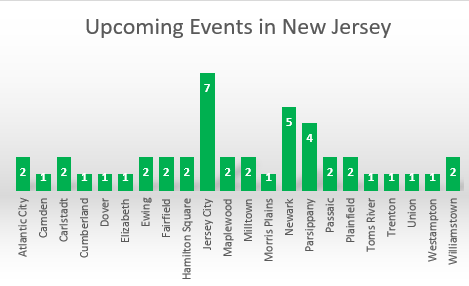 Upcoming Events in New Jersey
2 1 2 1 1 1 2 2 2 7 2 2 1 5 4 2 2 1 1 1 1 2
Atlantic City
Camden
Carlstadt
Cumberland
Dover
Elizabeth
Ewing
Fairfield
Hamilton Square
Jersey City
Maplewood
Milltown
Morris Plains
Newark
Parsippany
Passaic
Plainfield
Toms River
Trenton
Union
Westampton
Williamstown